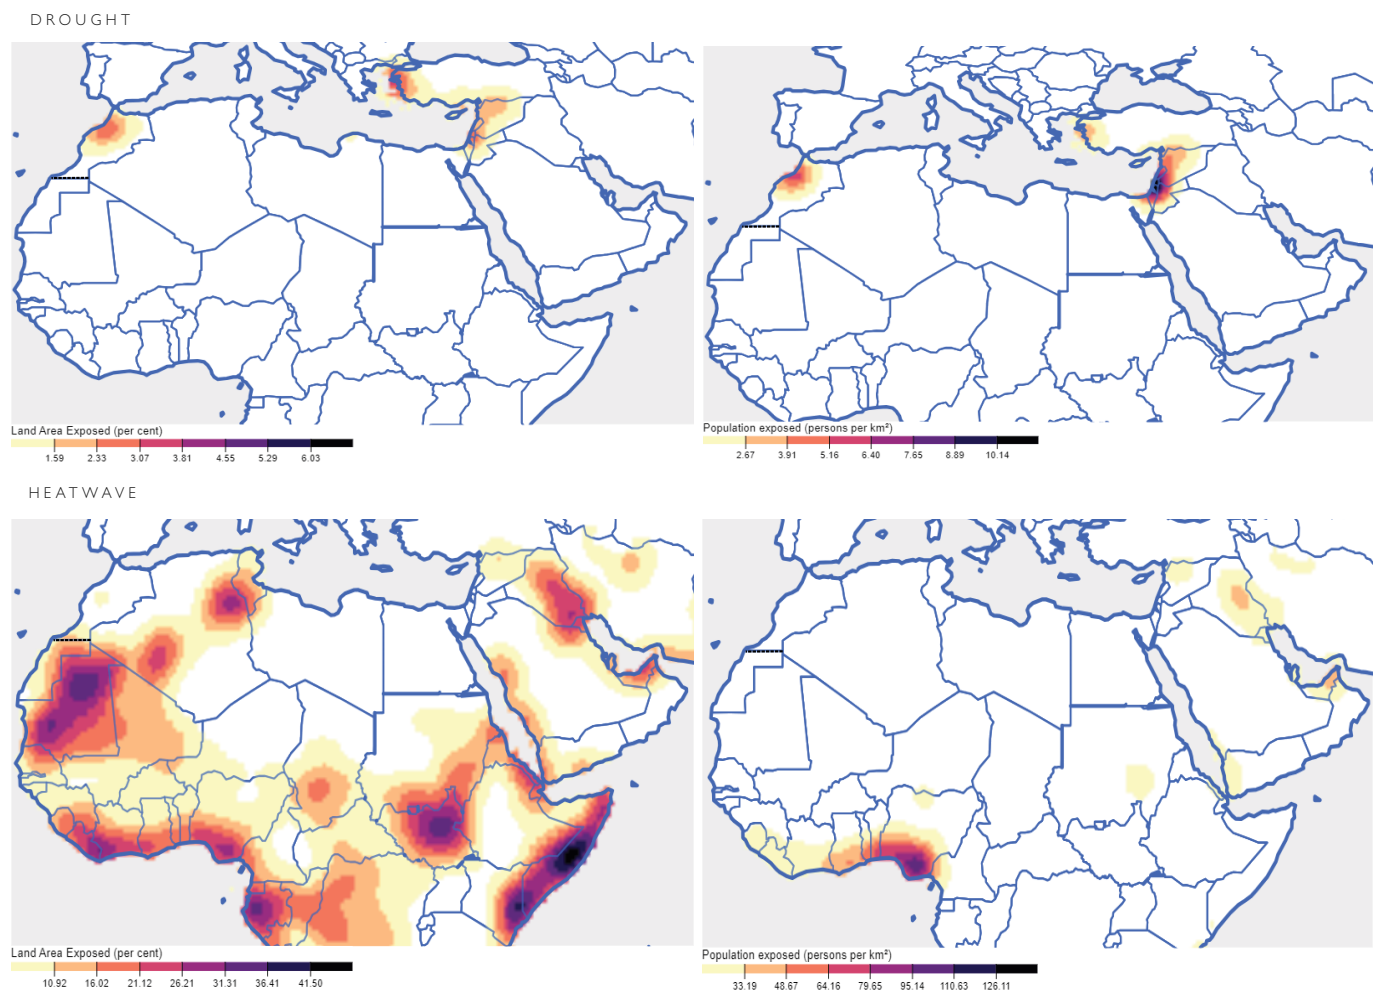 DROUGHT
Land Area Exposed (per cent)
1.59 2.33 3.07 3.81 4.55 5.29 6.03
Population exposed (persons per km²)
2.67 3.91 5.16 6.40 7.65 8.89 10.14
HEATWAVE
Land Area Exposed (per cent)
10.92 16.02 21.12 26.21 31.31 36.41 41.50
Population exposed (persons per km²)
33.19 48.67 64.16 79.65 95.14 110.63 126.11